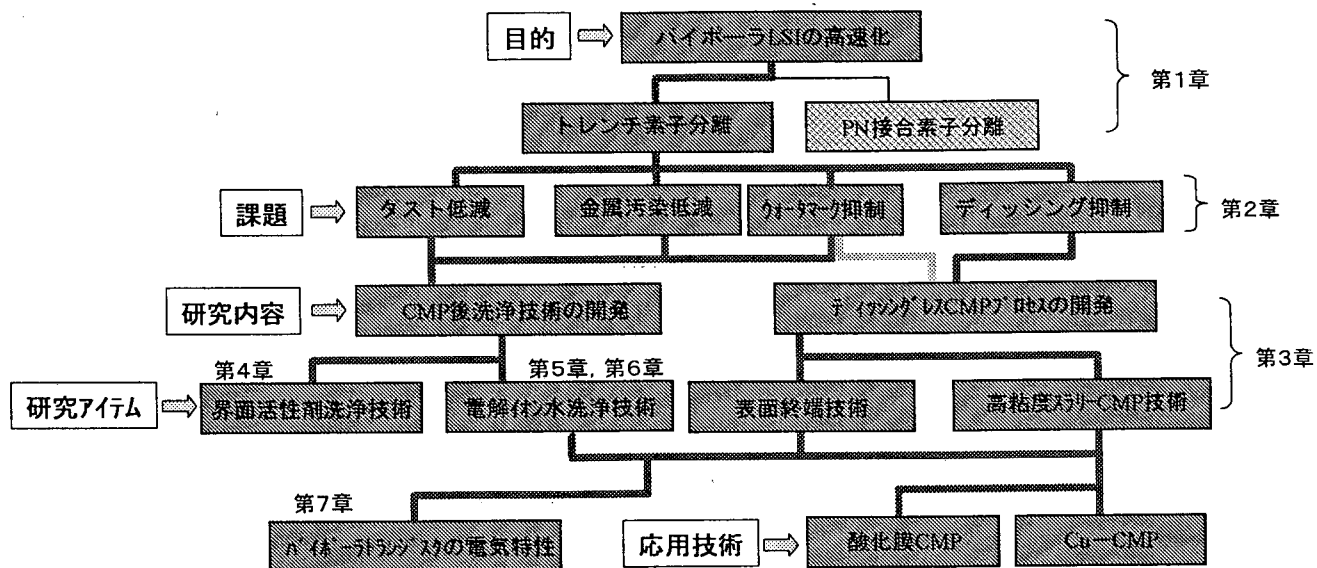 目的
バイポーラLSIの高速化
第1章
トレンチ素子分離
PN接合素子分離
課題
ダスト低減
金属汚染低減
ウォータマーク抑制
ディッシング抑制
第2章
研究内容
CMP後洗浄技術の開発
ディッシングレスCMPプロセスの開発
第3章
第4章
第5章, 第6章
研究アイテム
界面活性剤洗浄技術
電解イオン水洗浄技術
表面終端技術
高粘度スラリーCMP技術
第7章
バイポーラトランジスタの電気特性
応用技術
酸化膜CMP
CuーCMP